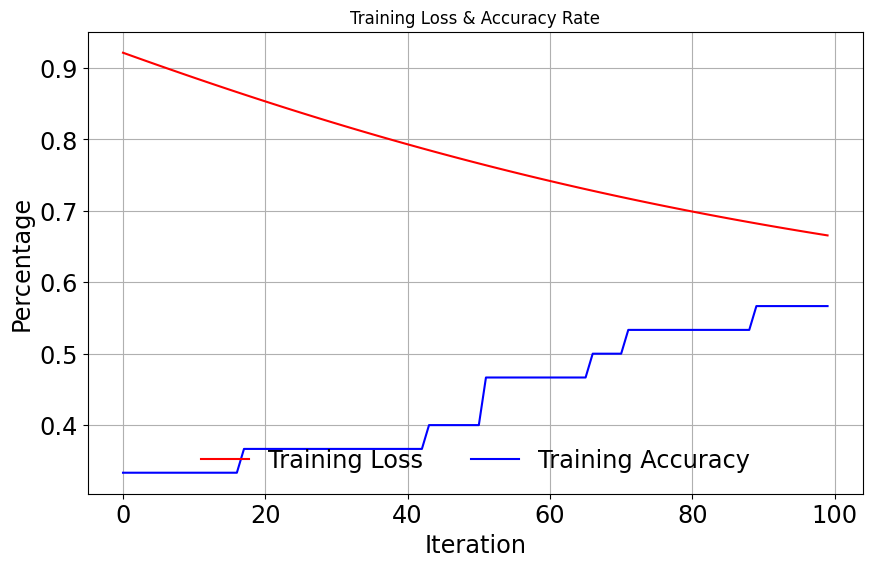 Training Loss & Accuracy Rate
Percentage
0.9
0.8
0.7
0.6
0.5
0.4
Training Loss Training Accuracy
0 20 40 60 80 100
Iteration